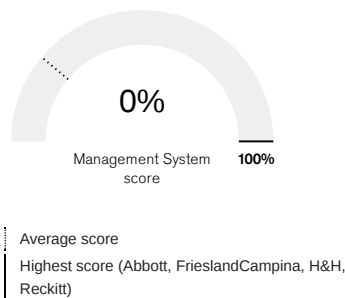 0%
Management System
score
100%
Average score
Highest score (Abbott, FrieslandCampina, H&H,
Reckitt)